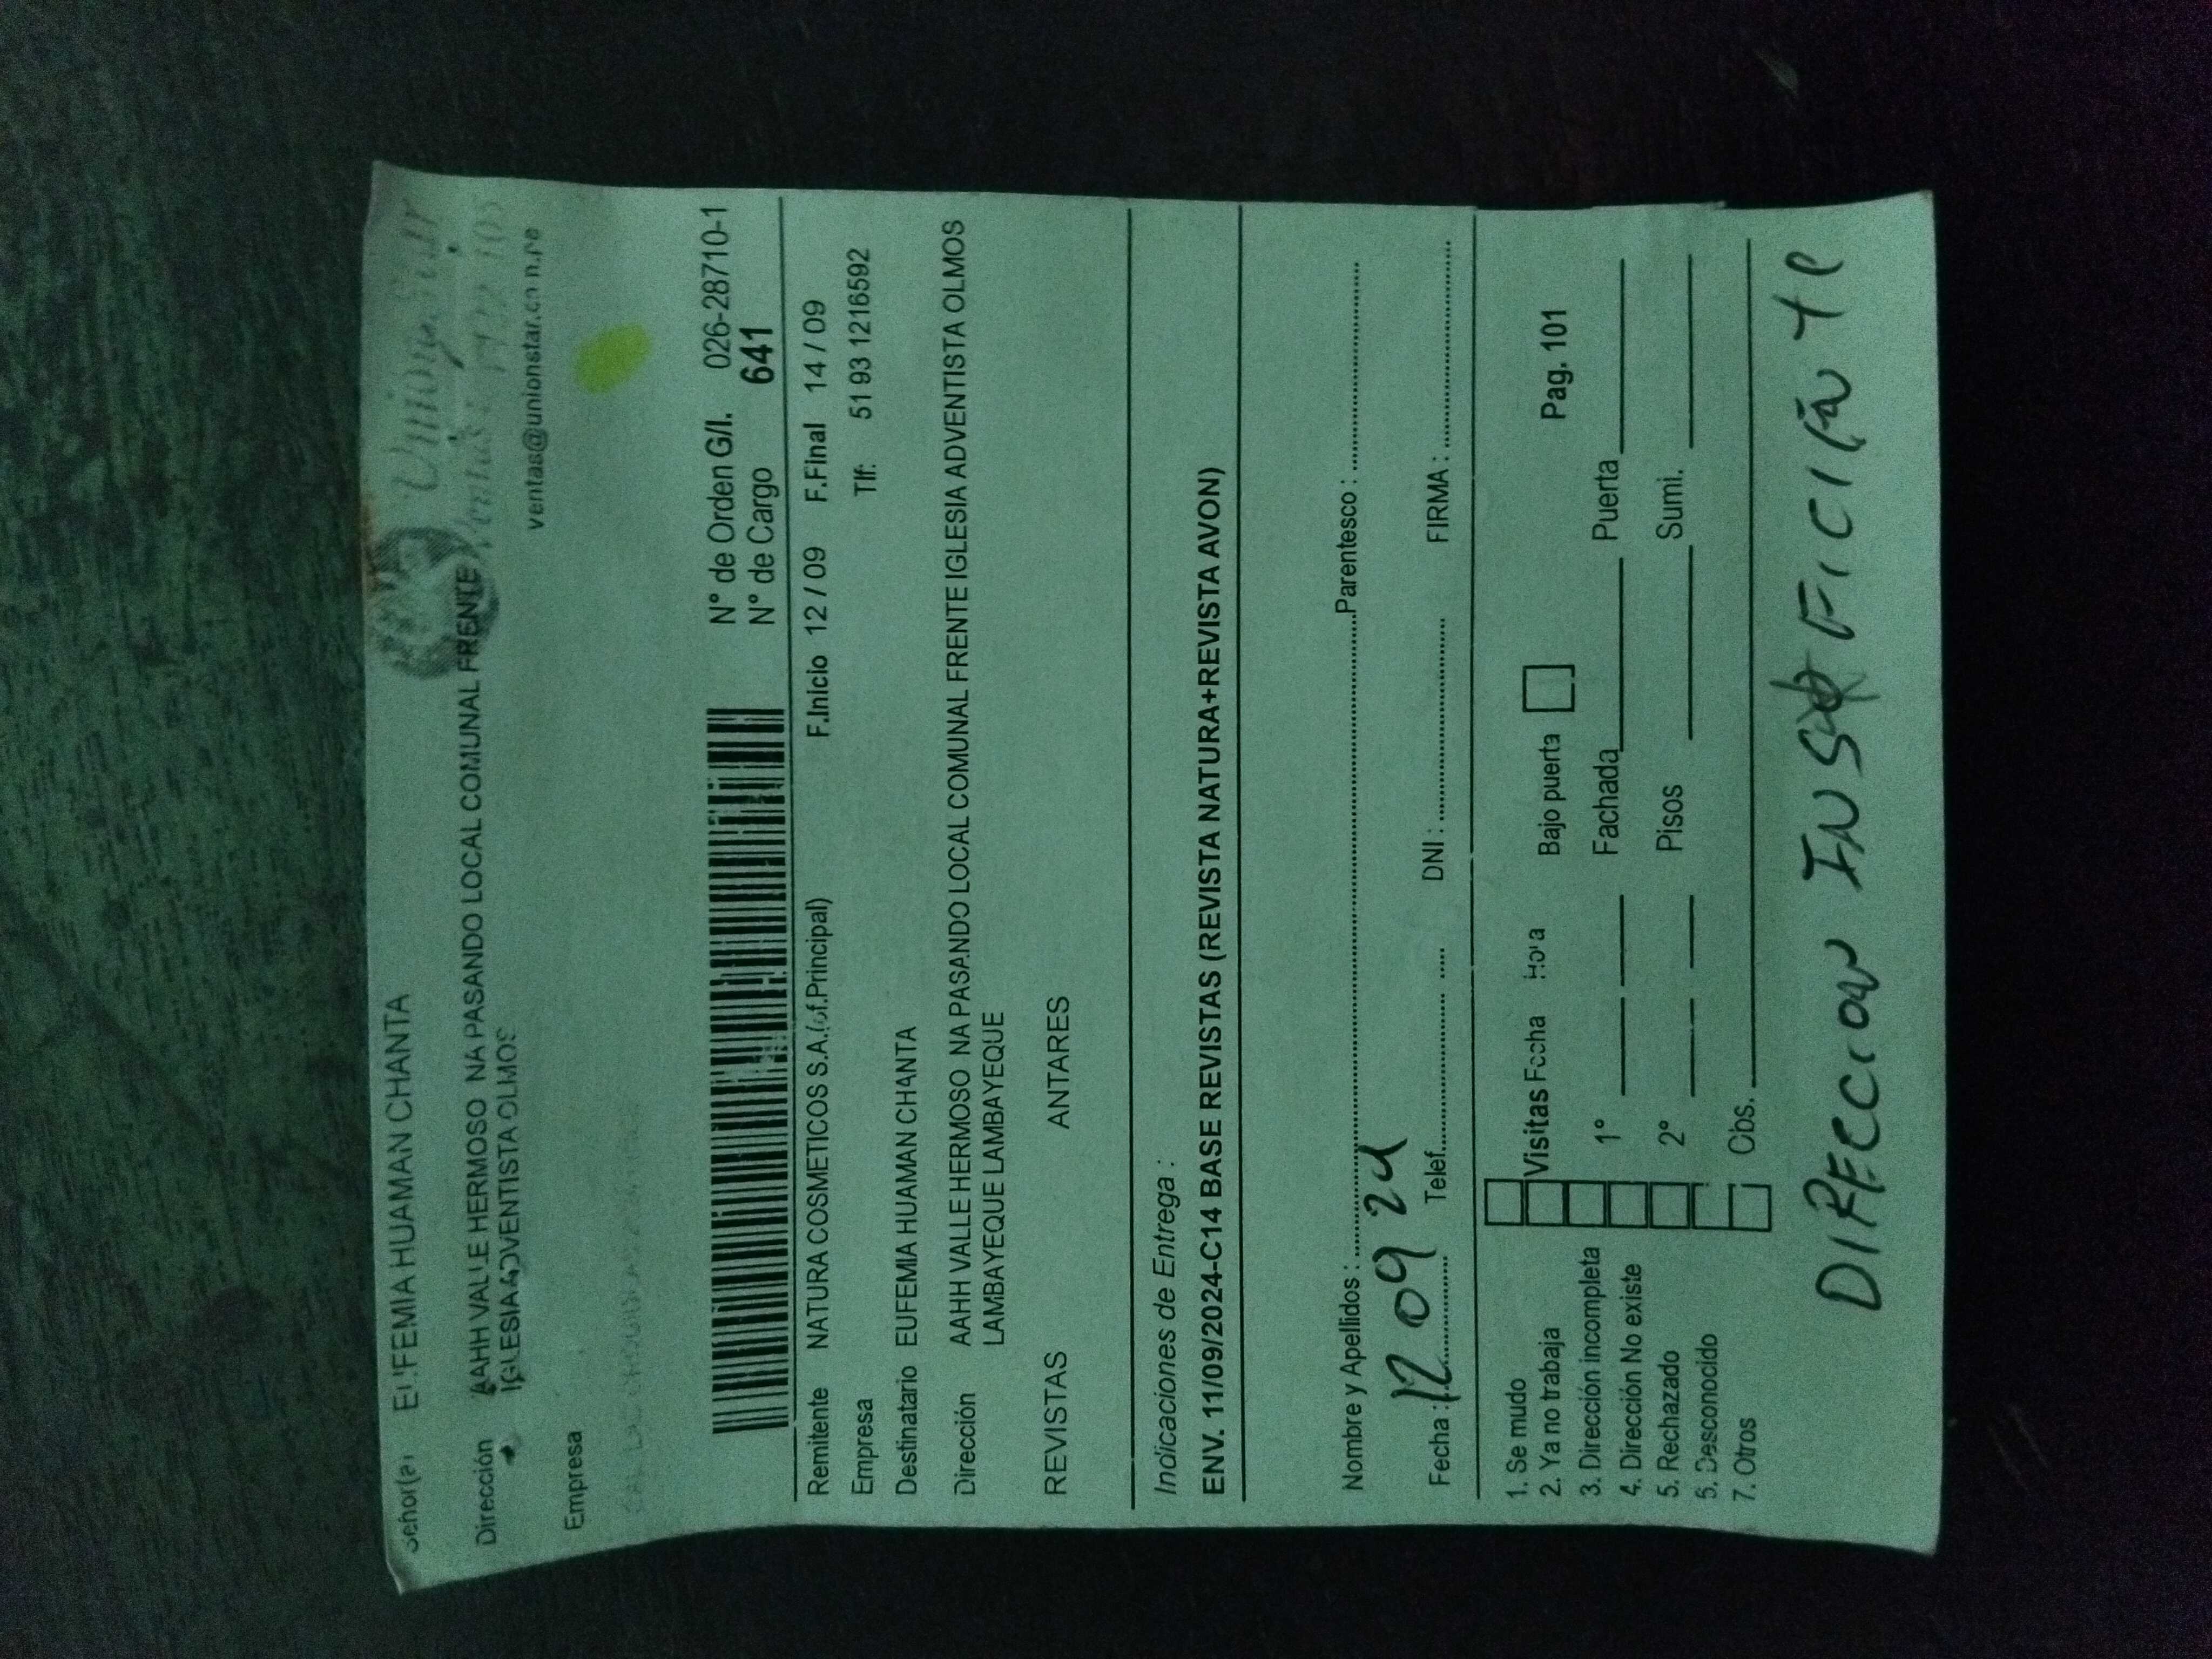 EUFEMIA HUAMAN CHANTA
Dirección AAHH VALLE HERMOSO NA PASANDO LOCAL COMUNAL FRENTE
IGLESIA ADVENTISTA OLMOS
Empresa
Union Star
ventas@unionstar.com.pe
N° de Orden G/I. 026-28710-1
N° de Cargo 641
Remitente NATURA COSMETICOS S.A.(of.Principal) F.Inicio 12 / 09 F.Final 14 / 09
Empresa Tlf: 51 93 1216592
Destinatario EUFEMIA HUAMAN CHANTA
Dirección AAHH VALLE HERMOSO NA PASANDO LOCAL COMUNAL FRENTE IGLESIA ADVENTISTA OLMOS
LAMBAYEQUE LAMBAYEQUE
REVISTAS ANTARES
Indicaciones de Entrega :
ENV. 11/09/2024-C14 BASE REVISTAS (REVISTA NATURA+REVISTA AVON)
Nombre y Apellidos : Parentesco :
Fecha : 12 09 24 Telef. DNI : FIRMA :
1. Se mudo
2. Ya no trabaja
3. Dirección incompleta
4. Dirección No existe
5. Rechazado
6. Desconocido
7. Otros
Visitas Fecha Hora Bajo puerta Pag. 101
1° Fachada Puerta
2° Pisos Sumi.
Obs.
DIRECCION INSUFICIENTE